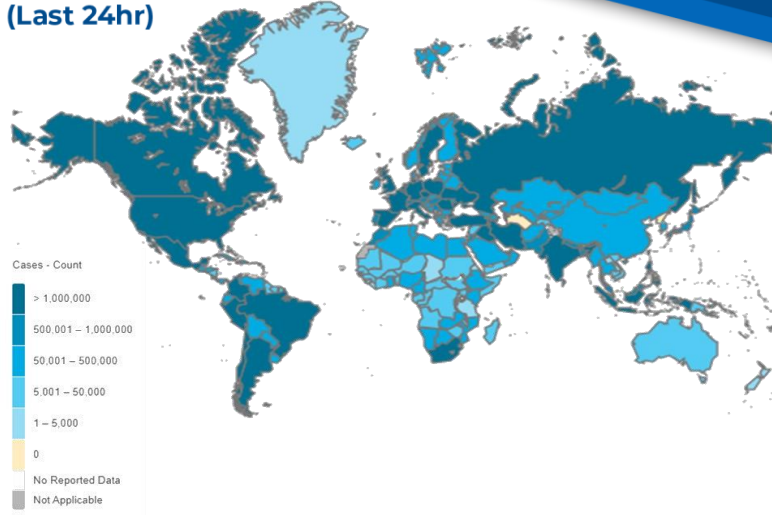 (Last 24hr)
Cases - Count
> 1,000,000
500,001 – 1,000,000
50,001 – 500,000
5,001 – 50,000
1 – 5,000
0
No Reported Data
Not Applicable